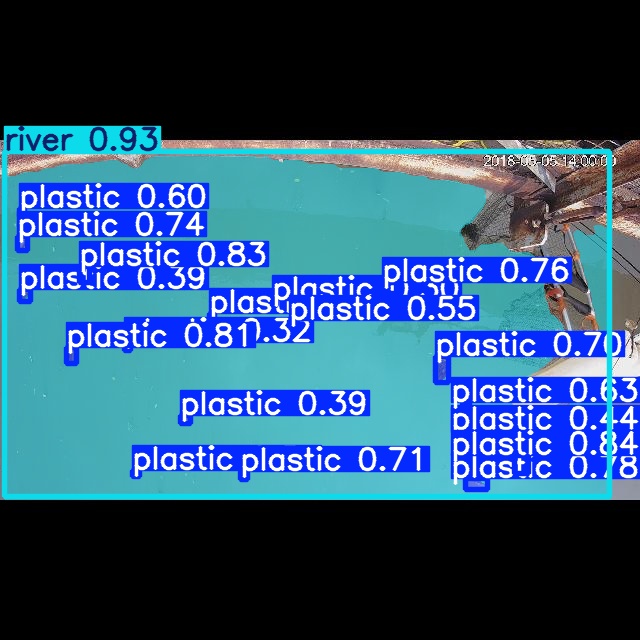 river 0.93
2018-09-05 14:00:00
plastic 0.60
plastic 0.74
plastic 0.83
plastic 0.76
plastic 0.39
plastic 0.55
plastic 0.81
0.32
plastic 0.70
plastic 0.63
plastic 0.39
plastic 0.44
plastic 0.84
plastic plastic 0.71
plastic 0.78